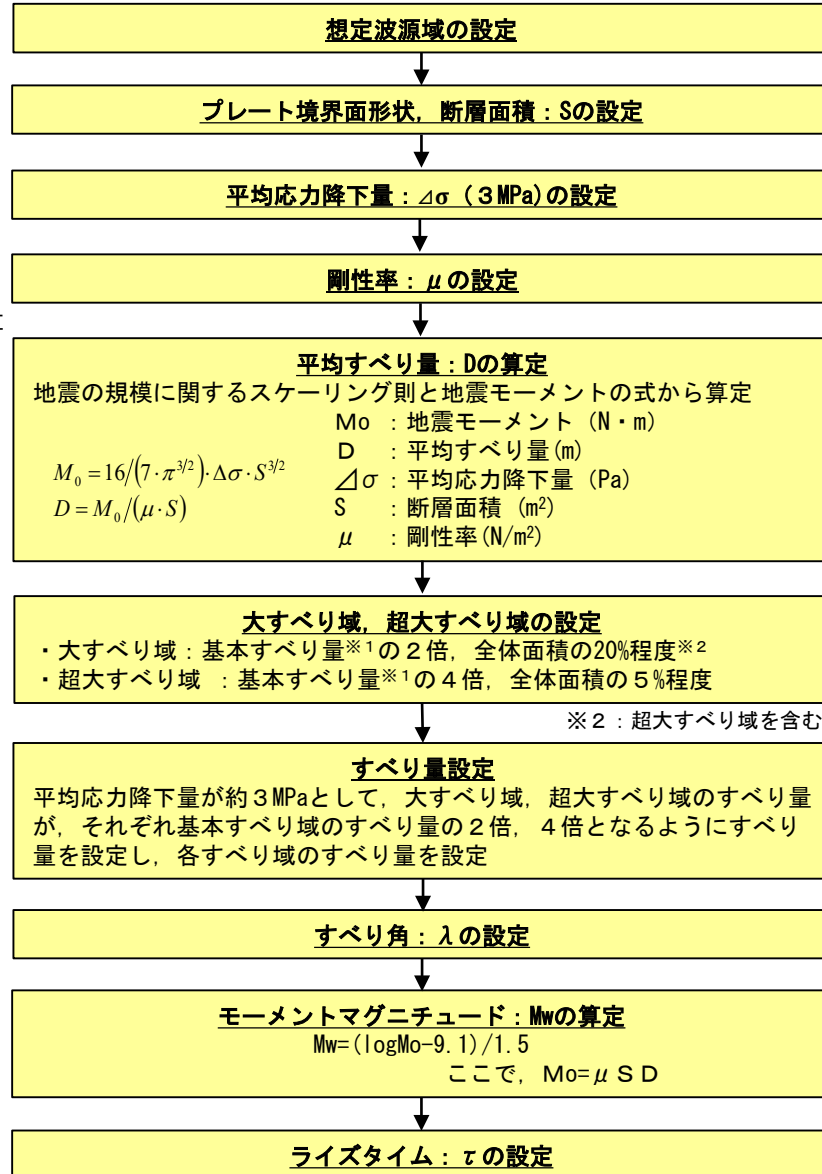 想定波源域の設定
プレート境界面形状，断層面積：Sの設定
平均応力降下量：⊿σ（３MPa)の設定
剛性率：μの設定
平均すべり量：Dの算定
地震の規模に関するスケーリング則と地震モーメントの式から算定
Mo ：地震モーメント（N・m）
D ：平均すべり量(m)
⊿σ：平均応力降下量（Pa）
S ：断層面積（m²）
μ ：剛性率(N/m²)
M₀ = 16/(7・π^{3/2})・Δσ・S^{3/2}
D = M₀/(μ・S)
大すべり域，超大すべり域の設定
・大すべり域：基本すべり量※¹の２倍，全体面積の20%程度※²
・超大すべり域 ：基本すべり量※¹の４倍，全体面積の５%程度
※２：超大すべり域を含む
すべり量設定
平均応力降下量が約３MPaとして，大すべり域，超大すべり域のすべり量
が，それぞれ基本すべり域のすべり量の２倍，４倍となるようにすべり
量を設定し，各すべり域のすべり量を設定
すべり角：λの設定
モーメントマグニチュード：Mwの算定
Mw=(logMo-9.1)/1.5
ここで，Mo=μＳＤ
ライズタイム：τの設定